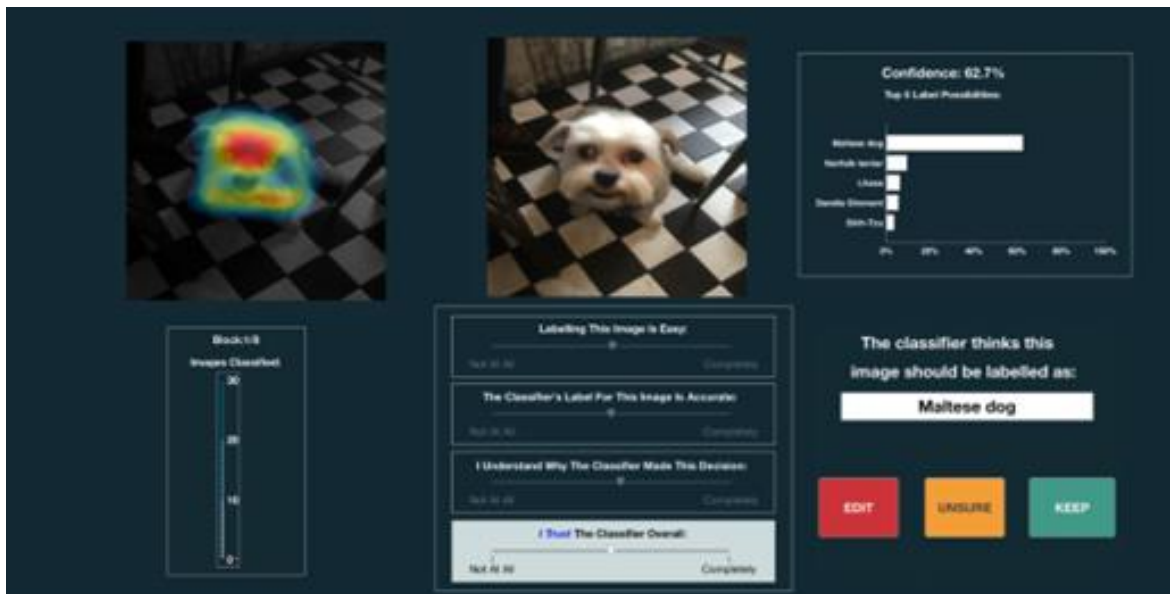 Confidence: 62.7%
Top 5 Label Possibilities:
Maltese dog
Norfolk terrier
Lhasa
Dandie Dinmont
Shih-Tzu
0% 20% 40% 60% 80% 100%
Block:1/5
Images Classified:
30
20
10
0
Labelling This Image Is Easy:
Not At All Completely
The Classifier's Label For This Image Is Accurate:
Not At All Completely
I Understand Why The Classifier Made This Decision:
Not At All Completely
I Trust The Classifier Overall:
Not At All Completely
The classifier thinks this
image should be labelled as:
Maltese dog
EDIT UNSURE KEEP